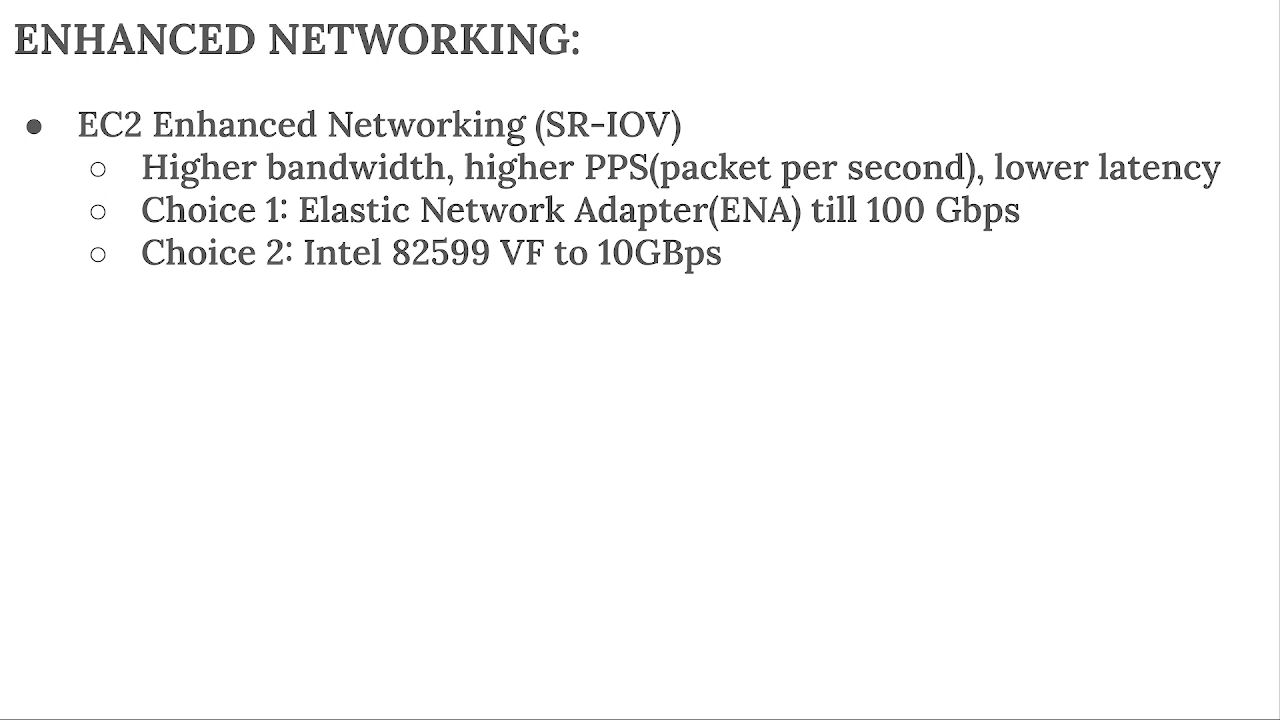 ENHANCED NETWORKING:
● EC2 Enhanced Networking (SR-IOV)
○ Higher bandwidth, higher PPS(packet per second), lower latency
○ Choice 1: Elastic Network Adapter(ENA) till 100 Gbps
○ Choice 2: Intel 82599 VF to 10GBps